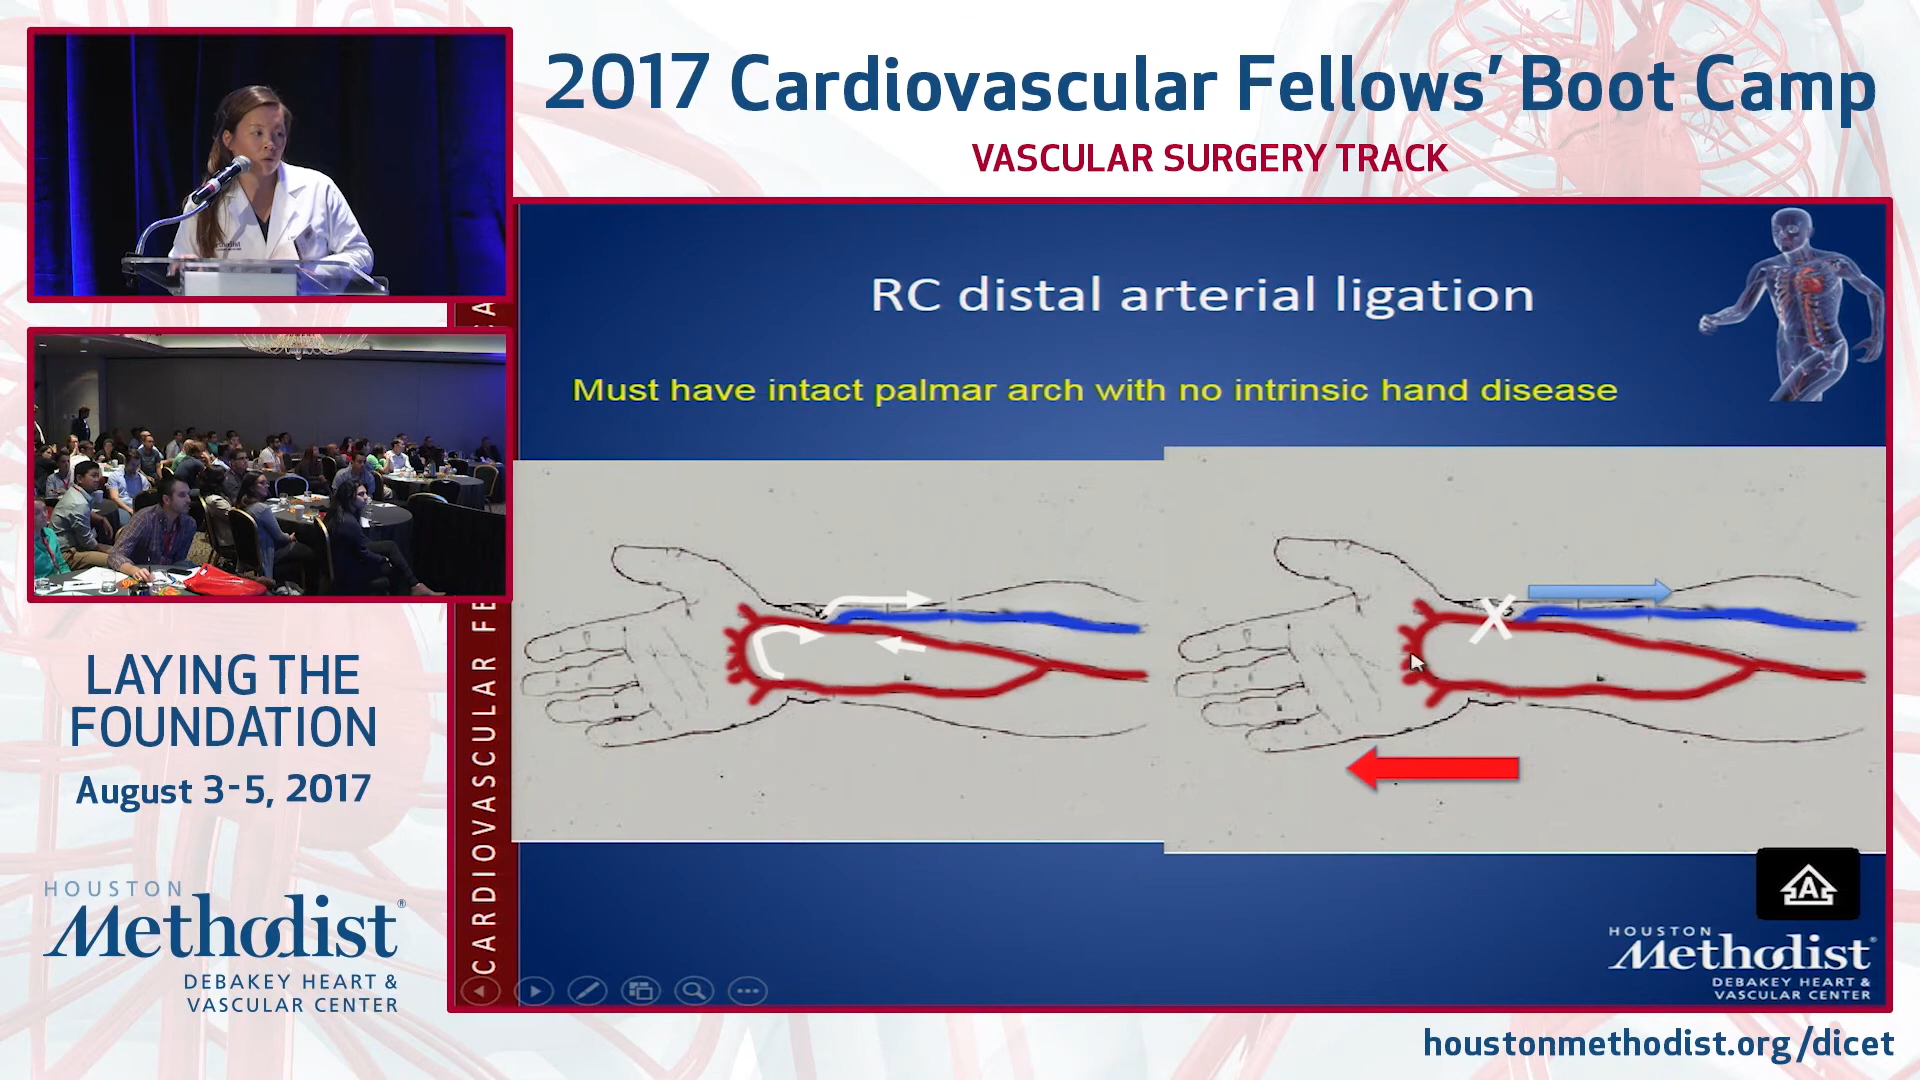 2017 Cardiovascular Fellows’ Boot Camp
VASCULAR SURGERY TRACK
RC distal arterial ligation
Must have intact palmar arch with no intrinsic hand disease
X
CARDIOVASCULAR FE
CA
LAYING THE
FOUNDATION
August 3-5, 2017
HOUSTON
Methodist®
DEBAKEY HEART &
VASCULAR CENTER
A
HOUSTON
Methodist®
DEBAKEY HEART &
VASCULAR CENTER
houstonmethodist.org/dicet